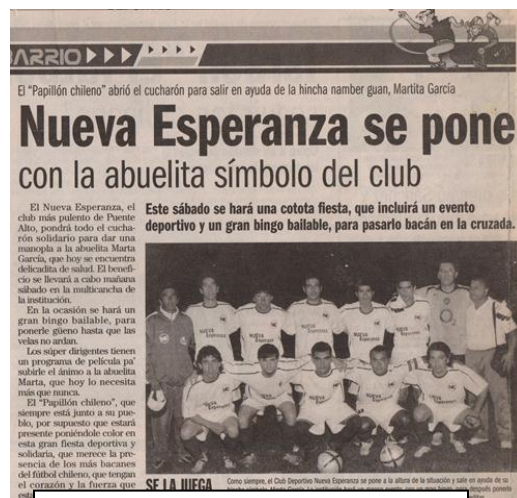 BARRIO
El "Papillón chileno" abrió el cucharón para salir en ayuda de la hincha namber guan, Martita García
Nueva Esperanza se pone
con la abuelita símbolo del club
El Nueva Esperanza, el
club más pulento de Puente
Alto, pondrá todo el cucha-
rón solidario para dar una
manopla a la abuelita Marta
García, que hoy se encuentra
delicadita de salud. El benefi-
cio se llevará a cabo mañana
sábado en la multicancha de
la institución.
En la ocasión se hará un
gran bingo bailable, para
ponerle güeno hasta que las
velas no ardan.
Los súper dirigentes tienen
un programa de película pa'
subirle el ánimo a la abuelita
Marta, que hoy lo necesita
más que nunca.
El "Papillón chileno", que
siempre está junto a su pue-
blo, por supuesto que estará
presente poniéndole color en
esta gran fiesta deportiva y
solidaria, que merece la pre-
sencia de los más bacanes
del fútbol chileno, que tengan
el corazón y la fuerza que
Este sábado se hará una cotota fiesta, que incluirá un evento
deportivo y un gran bingo bailable, para pasarlo bacán en la cruzada.
nueva Esperanza
nueva Esperanza
nueva Esperanza
nueva Esperanza
SE LA JUEGA
Como siempre, el Club Deportivo Nueva Esperanza se pone a la altura de la situación y sale en ayuda de su